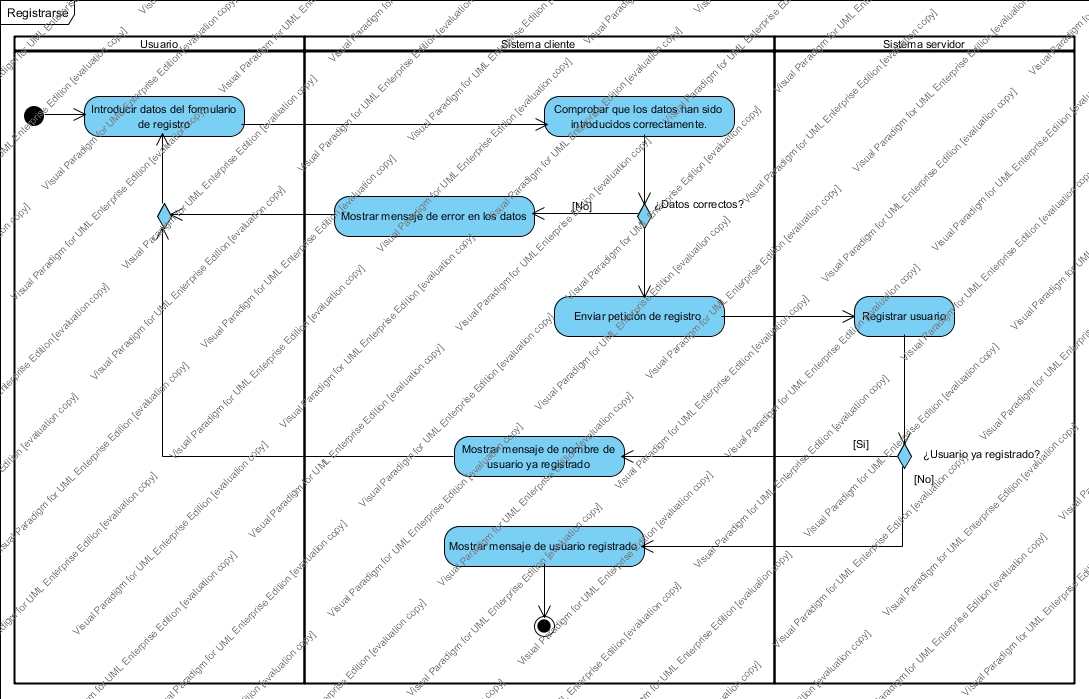 Registrarse
Usuario
Sistema cliente
Sistema servidor
Introducir datos del formulario
de registro
Comprobar que los datos han sido
introducidos correctamente.
Mostrar mensaje de error en los datos
[No]
¿Datos correctos?
Enviar petición de registro
Registrar usuario
Mostrar mensaje de nombre de
usuario ya registrado
[Si]
¿Usuario ya registrado?
[No]
Mostrar mensaje de usuario registrado
Visual Paradigm for UML Enterprise Edition [evaluation copy]